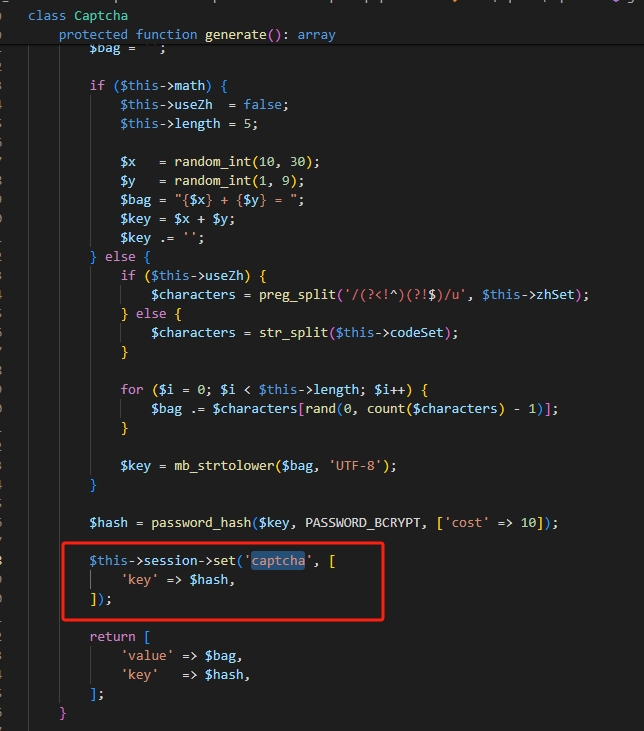 class Captcha
protected function generate(): array
$bag = '';
if ($this->math) {
$this->useZh  = false;
$this->length = 5;
$x   = random_int(10, 30);
$y   = random_int(1, 9);
$bag = "{$x} + {$y} = ";
$key = $x + $y;
$key .= '';
} else {
if ($this->useZh) {
$characters = preg_split('/(?<!^)(?!$)/u', $this->zhSet);
} else {
$characters = str_split($this->codeSet);
}
for ($i = 0; $i < $this->length; $i++) {
$bag .= $characters[rand(0, count($characters) - 1)];
}
$key = mb_strtolower($bag, 'UTF-8');
}
$hash = password_hash($key, PASSWORD_BCRYPT, ['cost' => 10]);
$this->session->set('captcha', [
'key' => $hash,
]);
return [
'value' => $bag,
'key'   => $hash,
];
}